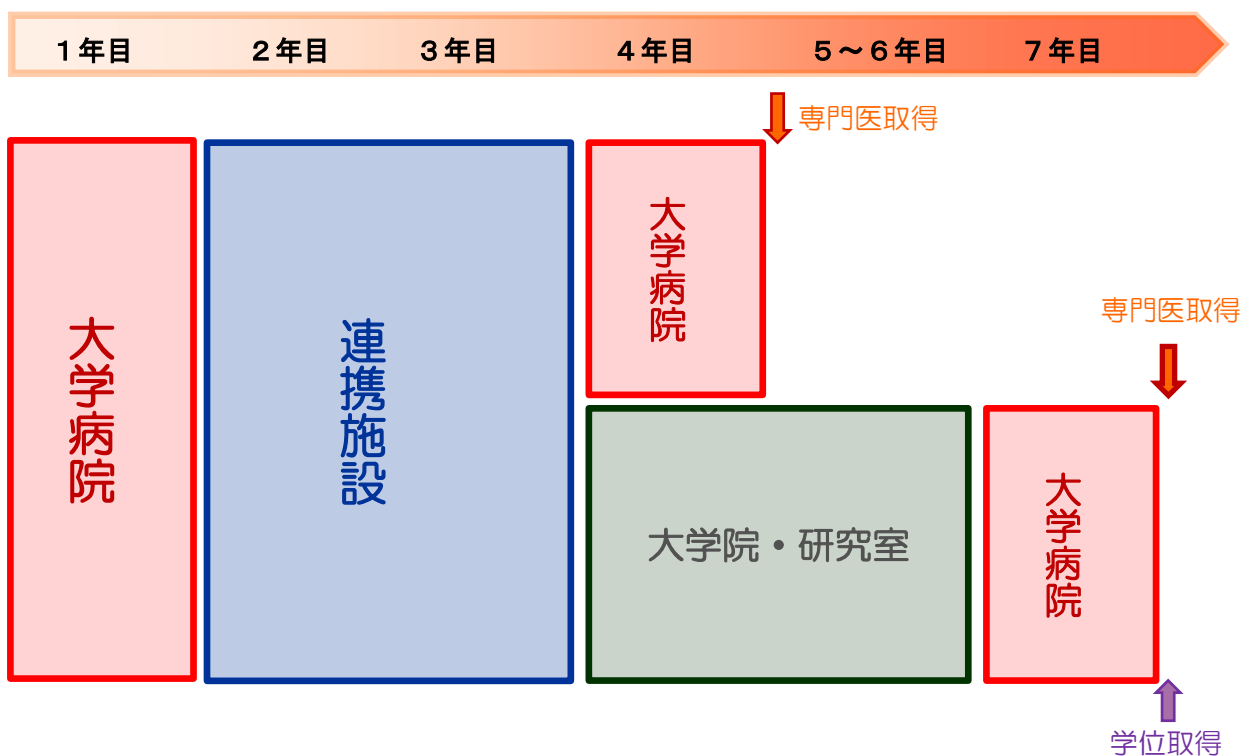 1年目 2年目 3年目 4年目 5～6年目 7年目
専門医取得
大学病院
連携施設
大学病院
専門医取得
大学院・研究室
大学病院
学位取得